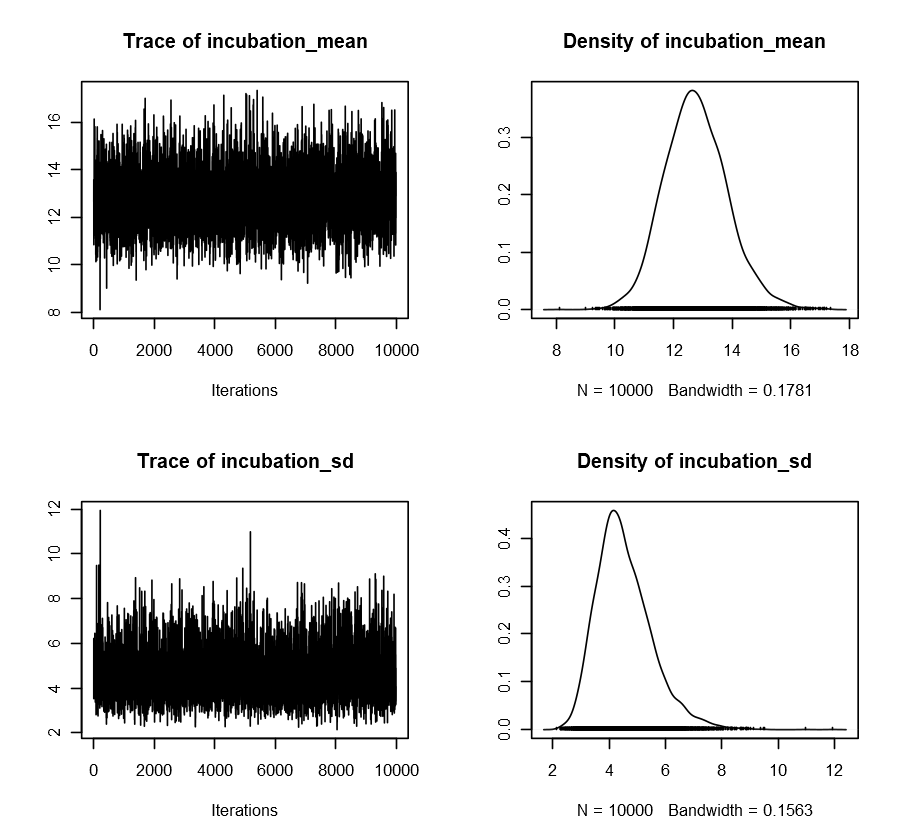 Trace of incubation_mean
16
14
12
10
8
0 2000 4000 6000 8000 10000
Iterations
Density of incubation_mean
0.3
0.2
0.1
0.0
8 10 12 14 16 18
N = 10000 Bandwidth = 0.1781
Trace of incubation_sd
12
10
8
6
4
2
0 2000 4000 6000 8000 10000
Iterations
Density of incubation_sd
0.4
0.3
0.2
0.1
0.0
2 4 6 8 10 12
N = 10000 Bandwidth = 0.1563